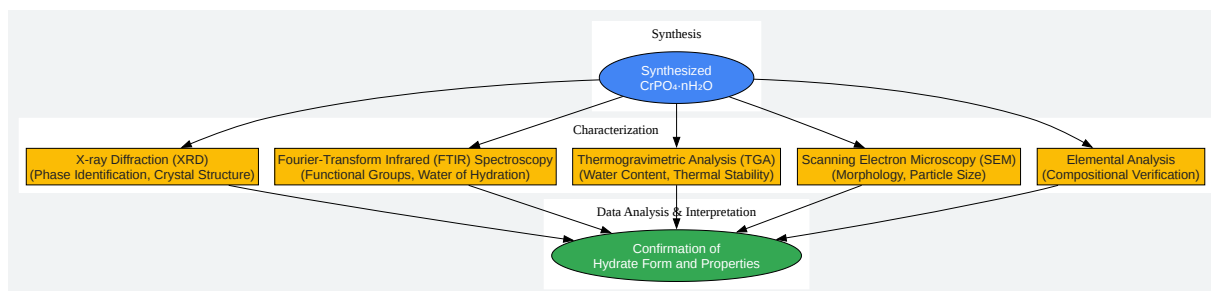 Synthesis
Synthesized
CrPO₄·nH₂O
Characterization
X-ray Diffraction (XRD)
(Phase Identification, Crystal Structure)
Fourier-Transform Infrared (FTIR) Spectroscopy
(Functional Groups, Water of Hydration)
Thermogravimetric Analysis (TGA)
(Water Content, Thermal Stability)
Scanning Electron Microscopy (SEM)
(Morphology, Particle Size)
Elemental Analysis
(Compositional Verification)
Data Analysis & Interpretation
Confirmation of
Hydrate Form and Properties